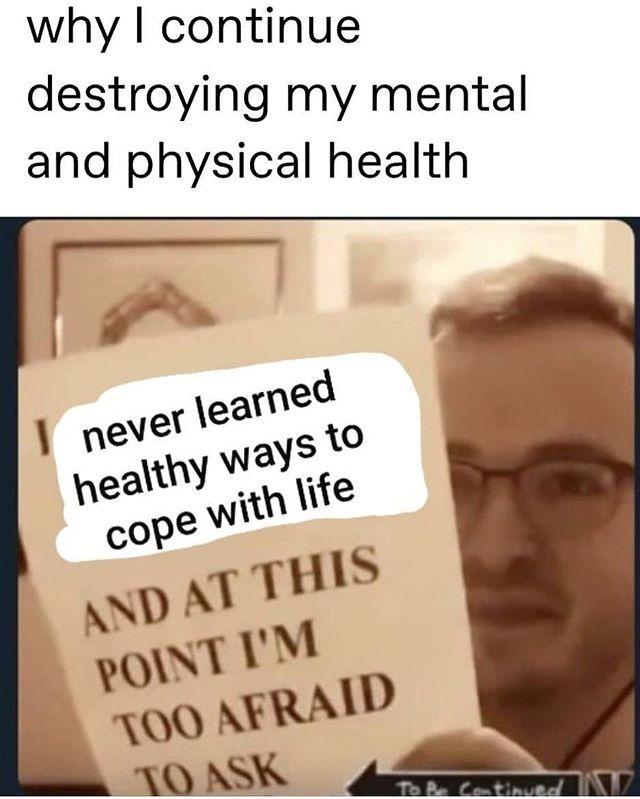 why I continue
destroying my mental
and physical health
I never learned
healthy ways to
cope with life
AND AT THIS
POINT I'M
TOO AFRAID
TO ASK
To Be Continued